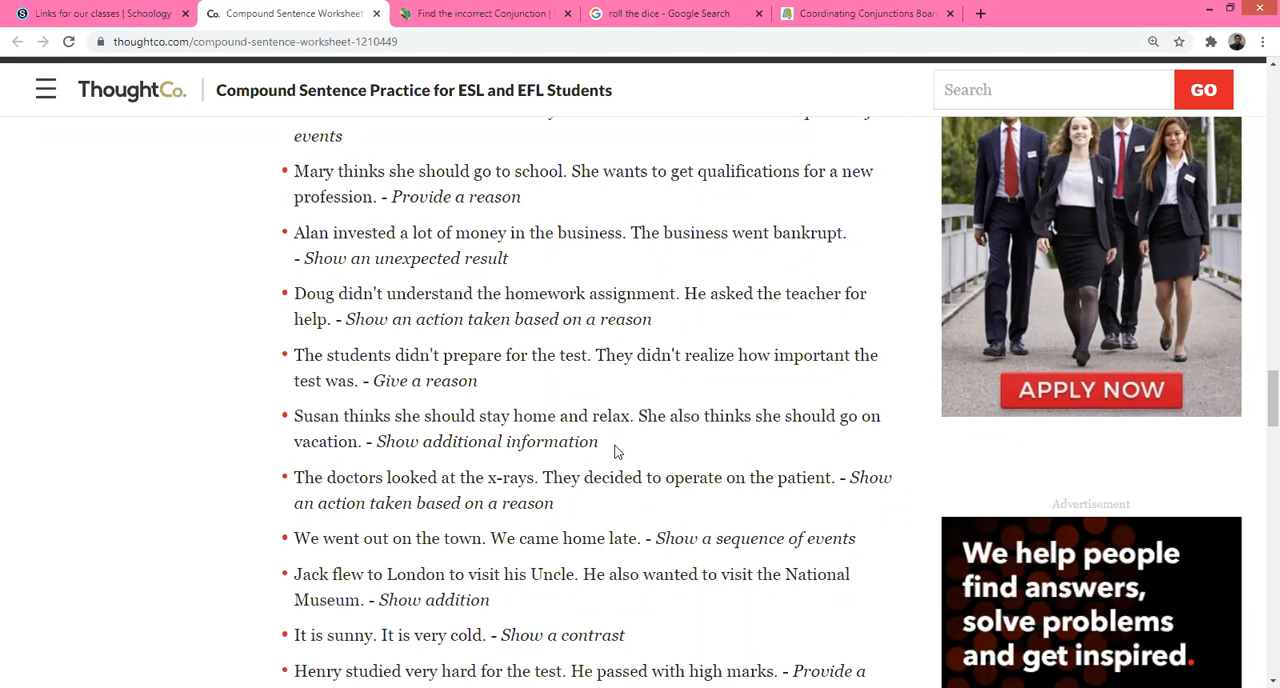 Links for our classes | Schoology
Compound Sentence Worksheet
Find the incorrect Conjunction |
roll the dice - Google Search
Coordinating Conjunctions Boar
thoughtco.com/compound-sentence-worksheet-1210449
ThoughtCo.
Compound Sentence Practice for ESL and EFL Students
Search
GO
events
Mary thinks she should go to school. She wants to get qualifications for a new
profession. - Provide a reason
Alan invested a lot of money in the business. The business went bankrupt.
- Show an unexpected result
Doug didn't understand the homework assignment. He asked the teacher for
help. - Show an action taken based on a reason
The students didn't prepare for the test. They didn't realize how important the
test was. - Give a reason
Susan thinks she should stay home and relax. She also thinks she should go on
vacation. - Show additional information
The doctors looked at the x-rays. They decided to operate on the patient. - Show
an action taken based on a reason
We went out on the town. We came home late. - Show a sequence of events
Jack flew to London to visit his Uncle. He also wanted to visit the National
Museum. - Show addition
It is sunny. It is very cold. - Show a contrast
Henry studied very hard for the test. He passed with high marks. - Provide a
APPLY NOW
Advertisement
We help people
find answers,
solve problems
and get inspired.